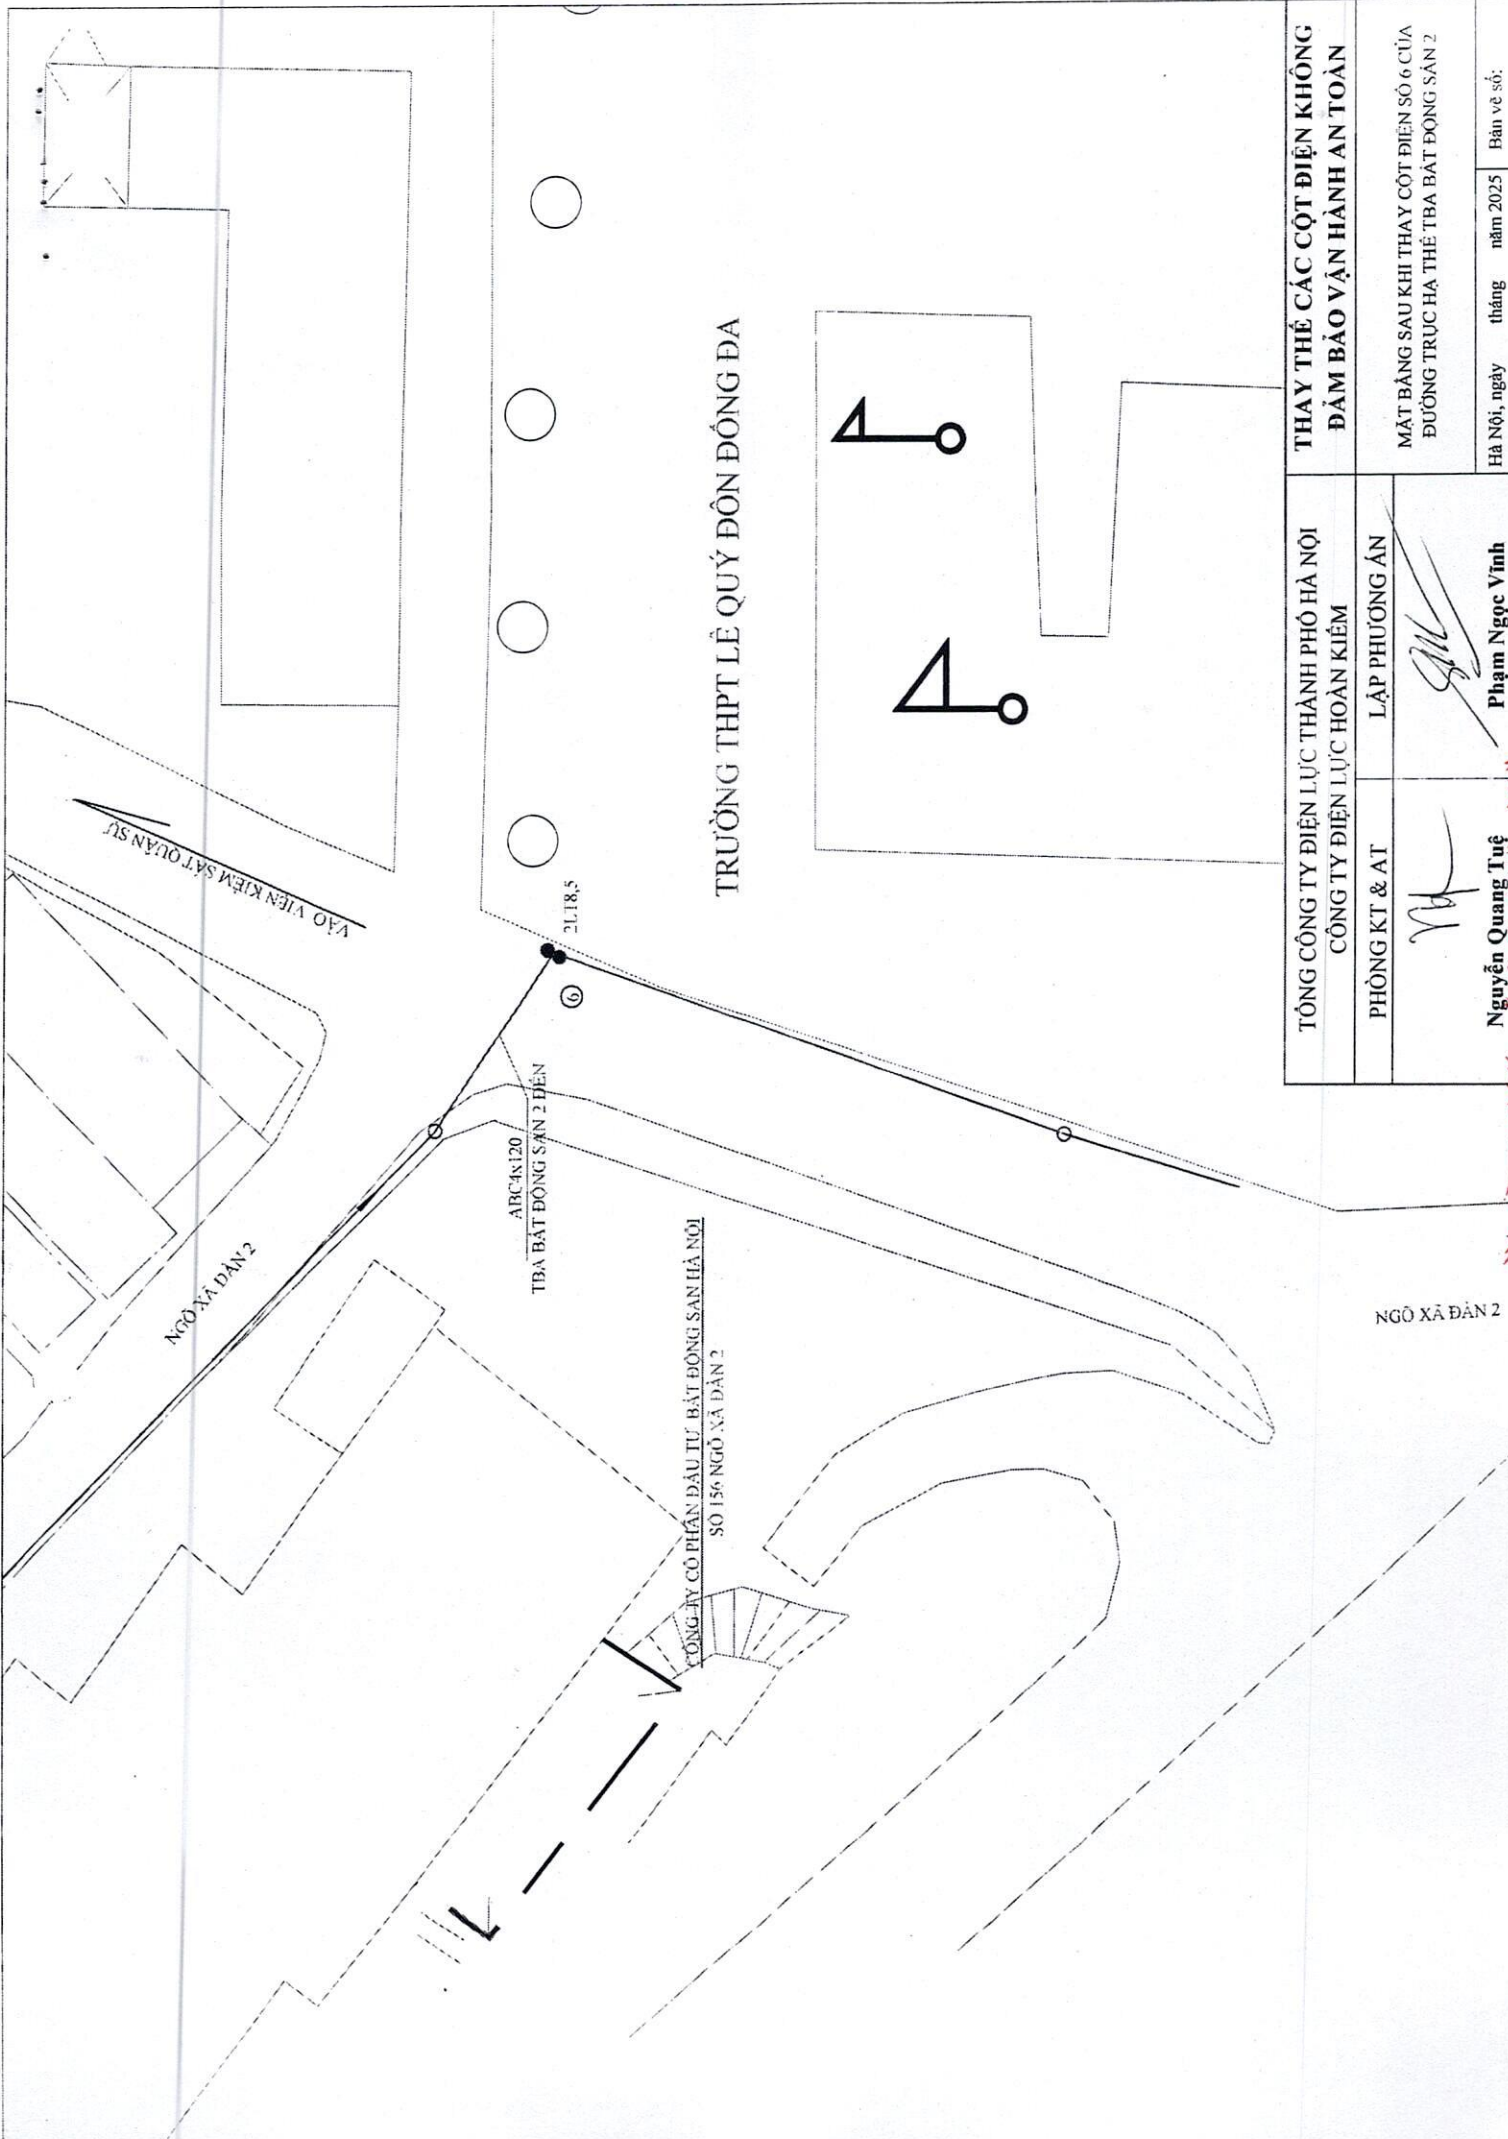 VÀO VIỆN KIỂM SÁT QUÂN SỰ
TRƯỜNG THPT LÊ QUÝ ĐÔN ĐỐNG ĐA
2LT8,5
6
ABC4x120
TBA BẤT ĐỘNG SẢN 2 ĐẾN
NGÕ XÃ ĐÀN 2
CÔNG TY CỔ PHẦN ĐẦU TƯ BẤT ĐỘNG SẢN HÀ NỘI
SỐ 156 NGÕ XÃ ĐÀN 2
NGÕ XÃ ĐÀN 2
TỔNG CÔNG TY ĐIỆN LỰC THÀNH PHỐ HÀ NỘI
CÔNG TY ĐIỆN LỰC HOÀN KIẾM
THAY THẾ CÁC CỘT ĐIỆN KHÔNG
ĐẢM BẢO VẬN HÀNH AN TOÀN
PHÒNG KT & AT
LẬP PHƯƠNG ÁN
MẶT BẰNG SAU KHI THAY CỘT ĐIỆN SỐ 6 CỦA
ĐƯỜNG TRỤC HẠ THẾ TBA BẤT ĐỘNG SẢN 2
Nguyễn Quang Tuệ
Phạm Ngọc Vĩnh
Hà Nội, ngày tháng năm 2025
Bản vẽ số: